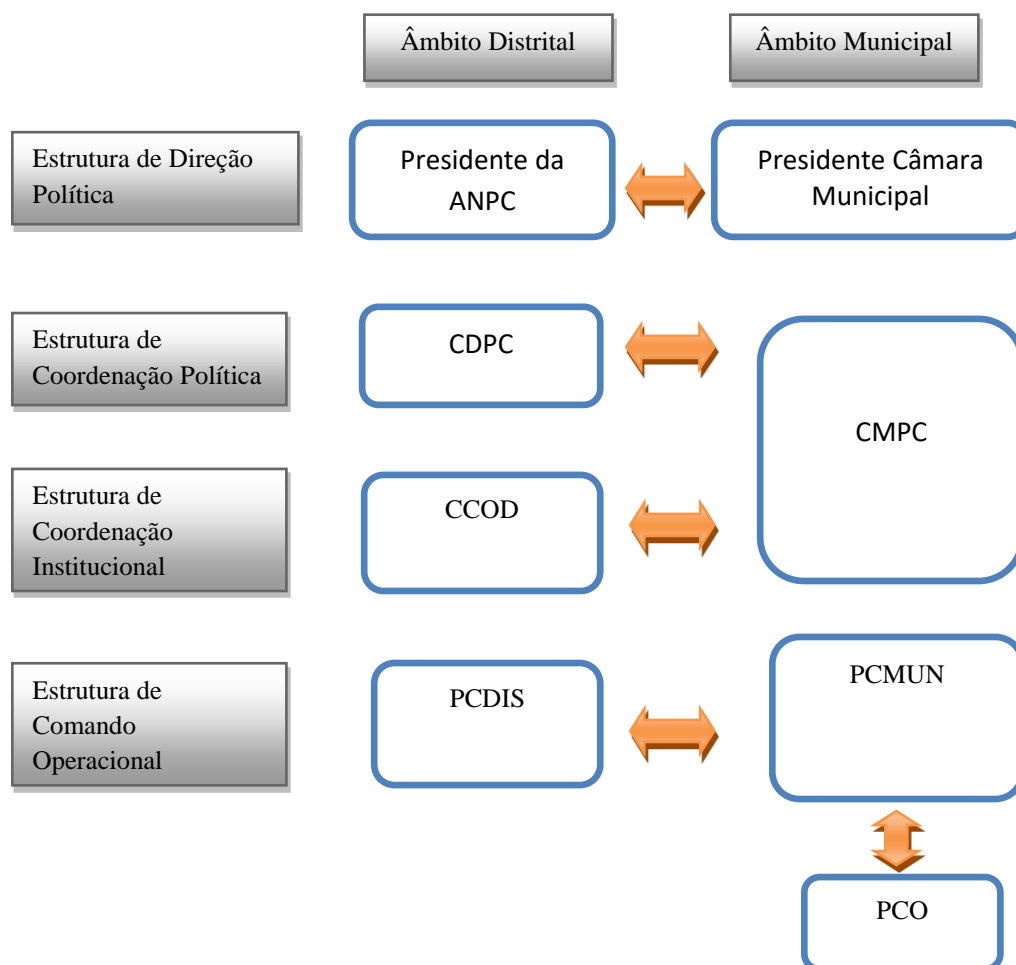 Âmbito Distrital
Âmbito Municipal
Estrutura de Direção
Política
Presidente da
ANPC
Presidente Câmara
Municipal
Estrutura de
Coordenação Política
CDPC
CMPC
Estrutura de
Coordenação
Institucional
CCOD
Estrutura de
Comando
Operacional
PCDIS
PCMUN
PCO